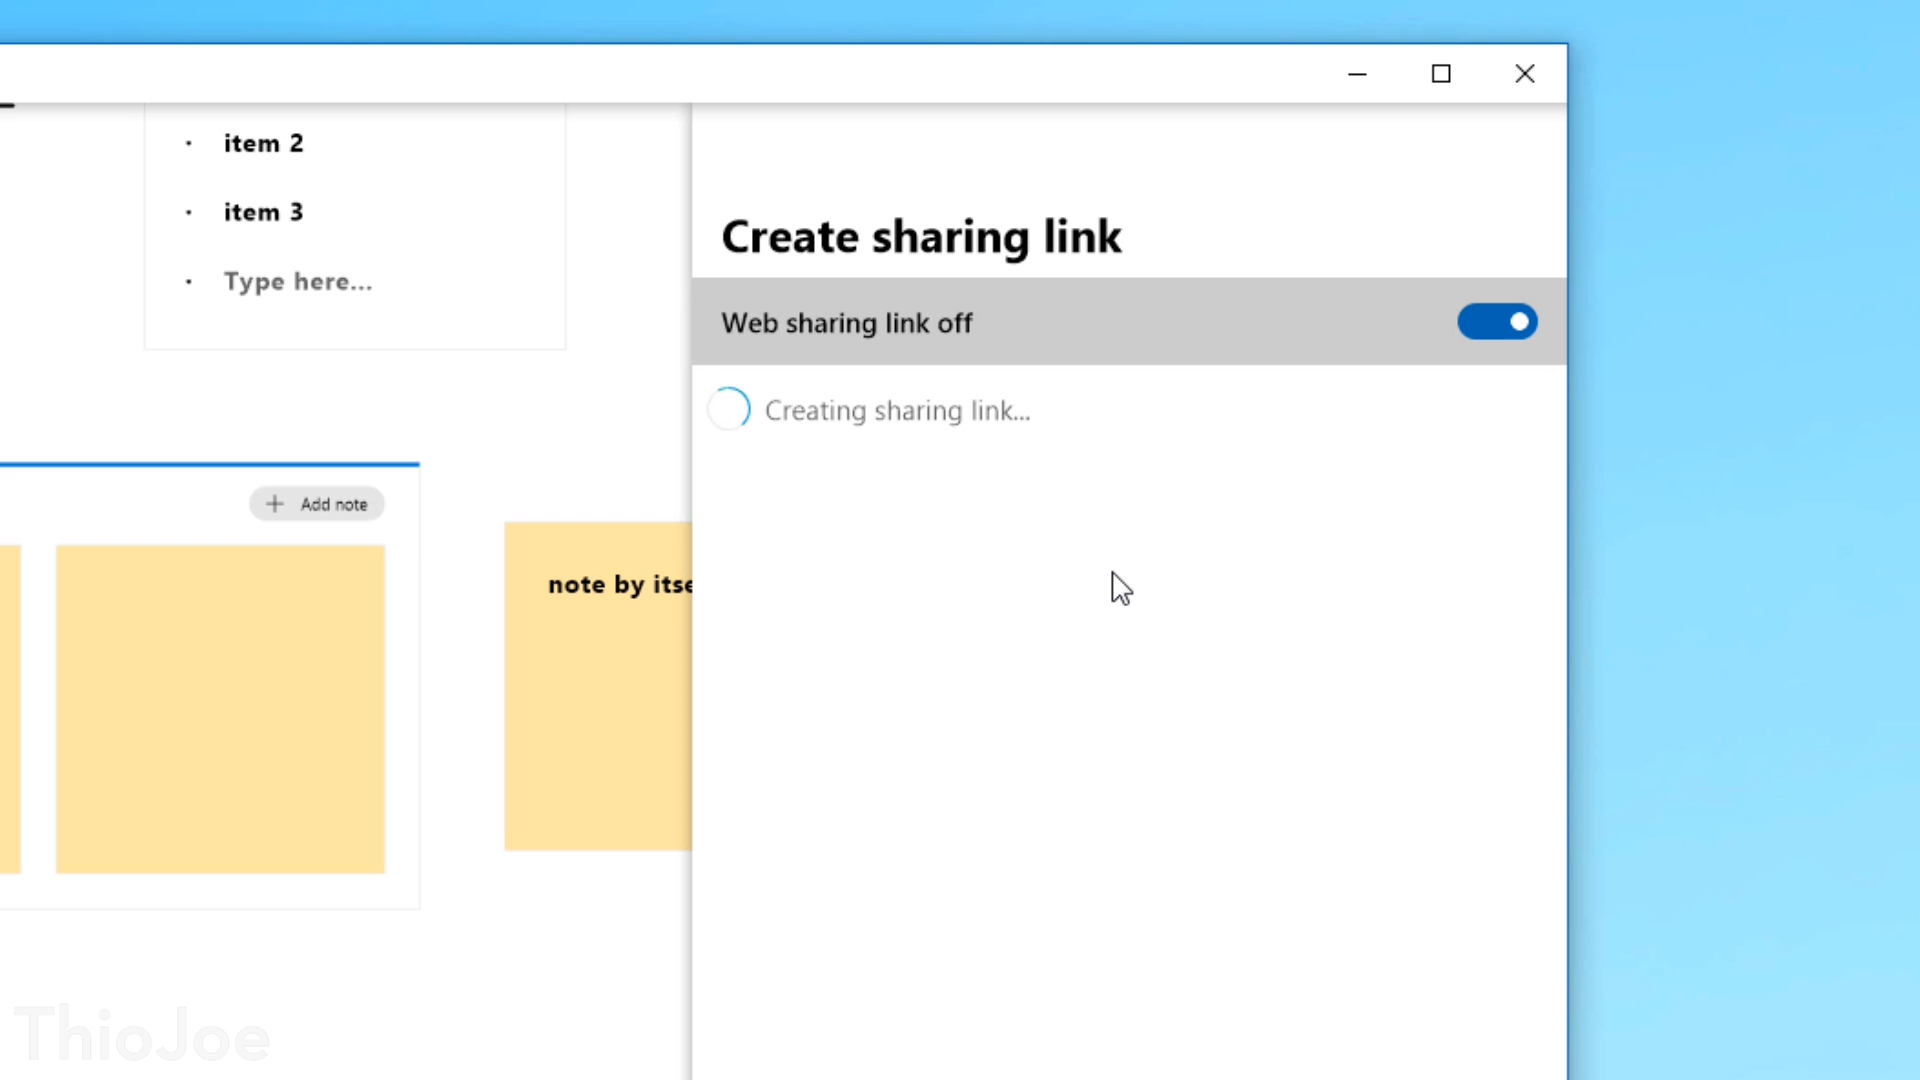 item 2
item 3
Type here...
Create sharing link
Web sharing link off
Creating sharing link...
Add note
note by itse
ThioJoe